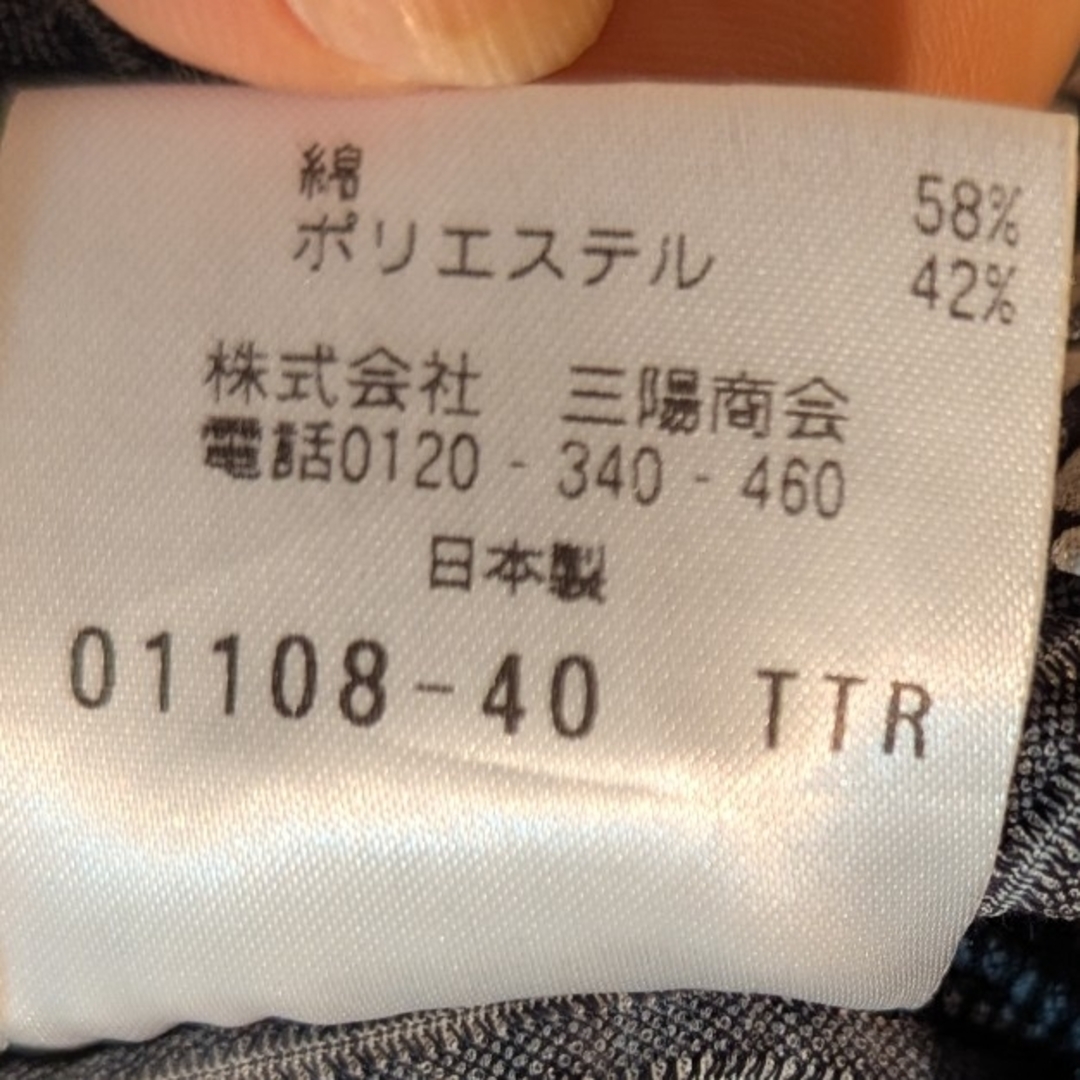 綿 58%
ポリエステル 42%
株式会社 三陽商会
電話0120-340-460
日本製
01108-40 TTR